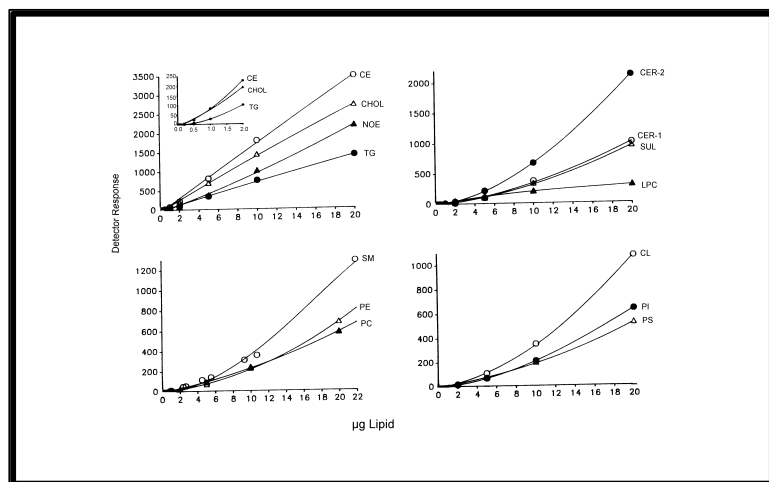 Detector Response
3500
3000
2500
2000
1500
1000
500
0
0 2 4 6 8 10 12 14 16 18 20
250
200
150
100
50
0
0.0 0.5 1.0 2.0
CE
CHOL
TG
CE
CHOL
NOE
TG
2000
1500
1000
500
0
0 2 4 6 8 10 12 14 16 18 20
CER-2
CER-1
SUL
LPC
1200
1000
800
600
400
200
0
0 2 4 6 8 10 12 14 16 18 20 22
SM
PE
PC
1000
800
600
400
200
0
0 2 4 6 8 10 12 14 16 18 20
CL
PI
PS
µg Lipid